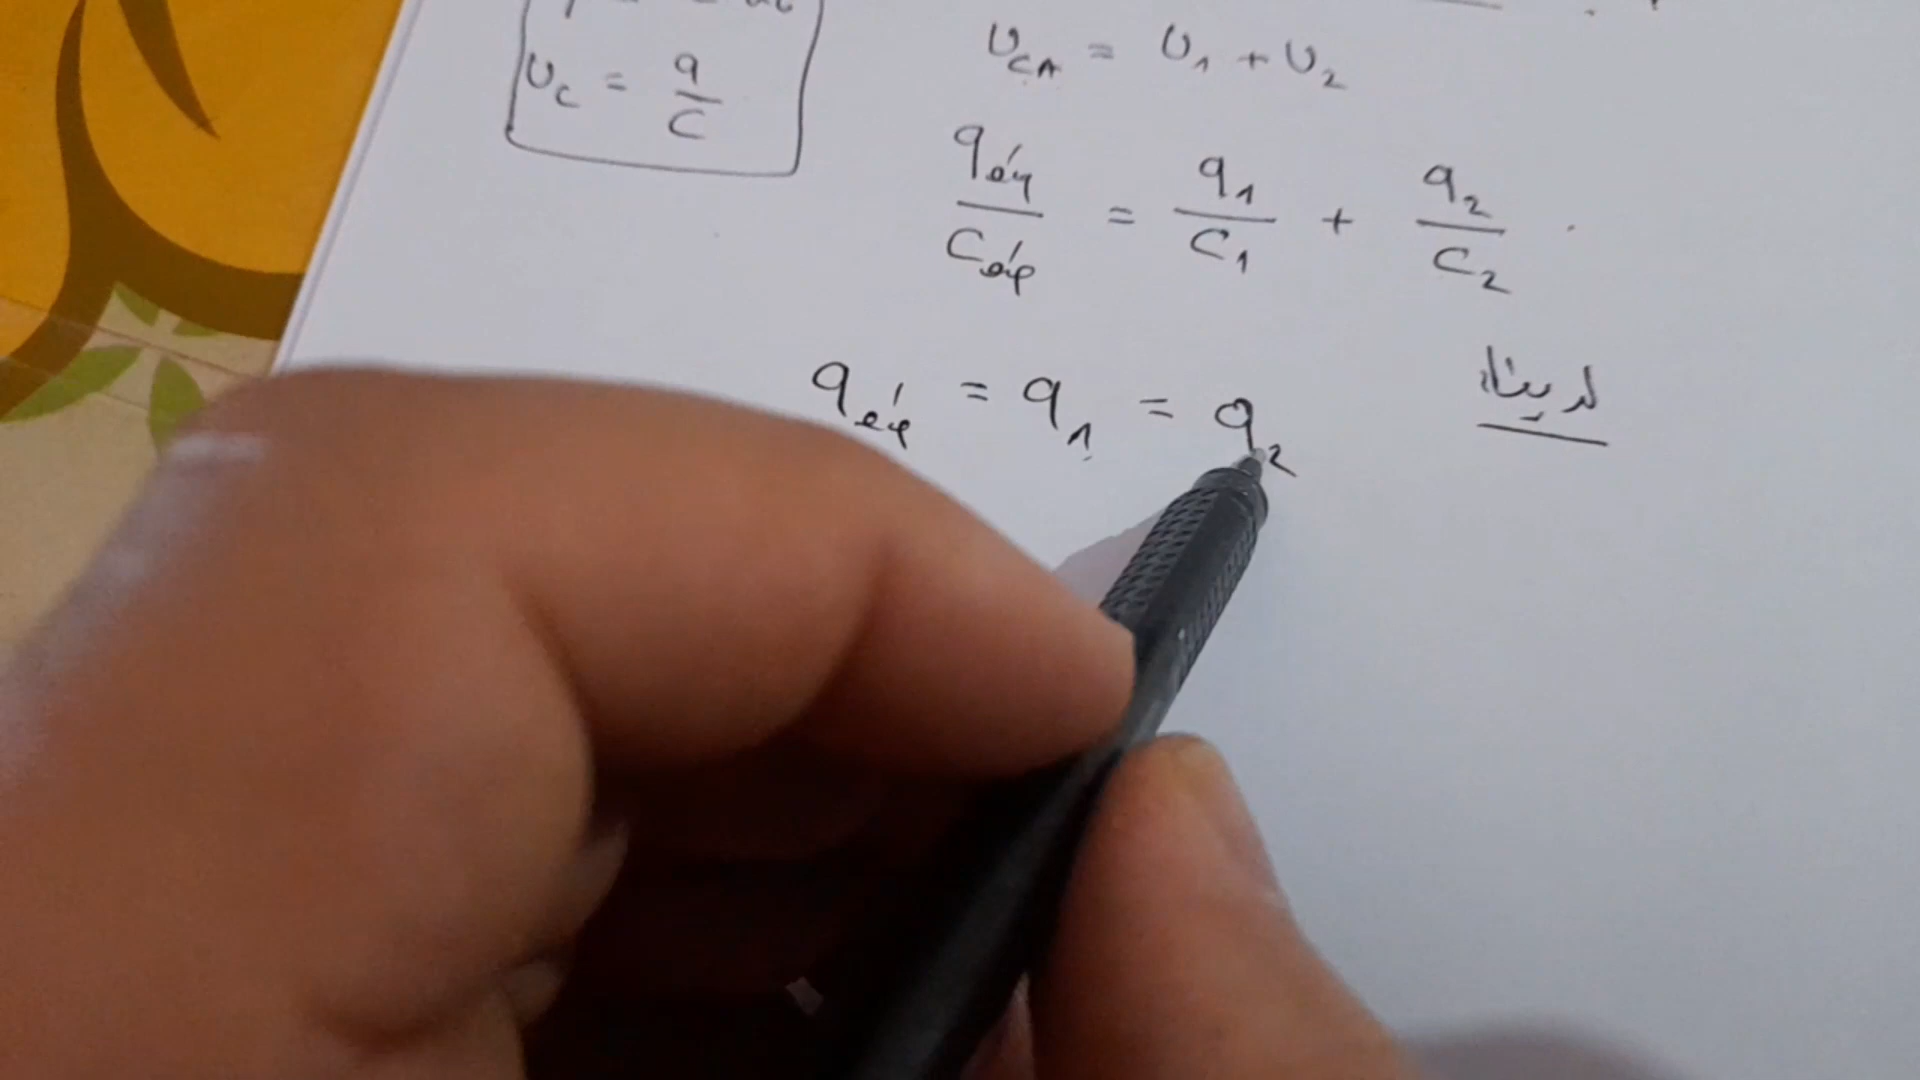 U_C = q/C
U_CA = U_1 + U_2
q_éq/C_éq = q_1/C_1 + q_2/C_2 .
q_éq = q_1 = q_2 لدينا